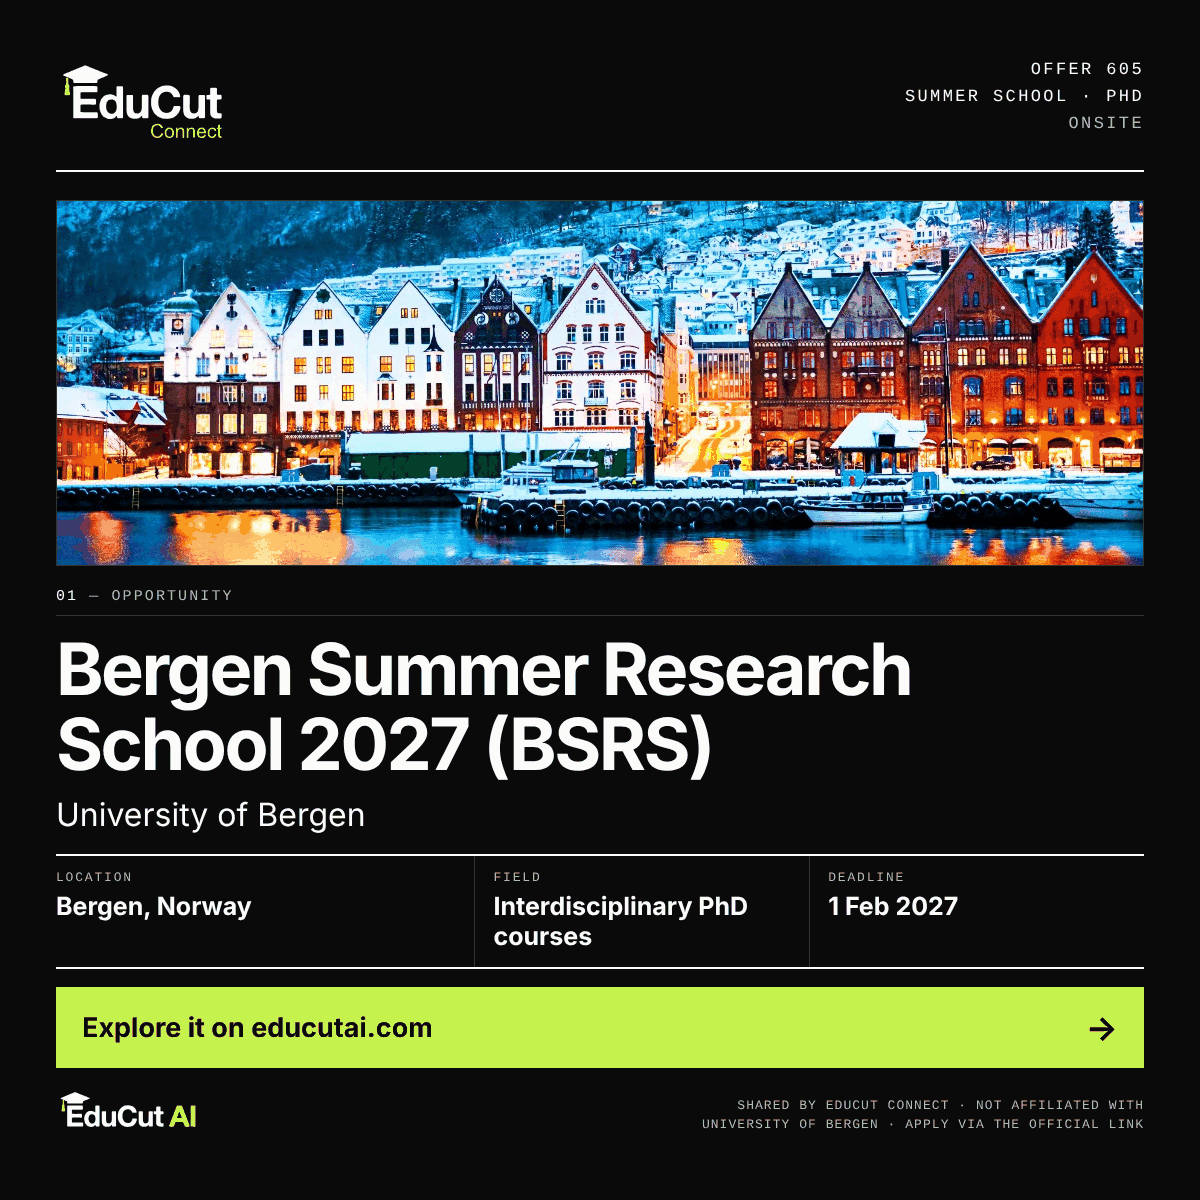 EduCut
Connect
OFFER 605
SUMMER SCHOOL · PHD
ONSITE
01 — OPPORTUNITY
Bergen Summer Research
School 2027 (BSRS)
University of Bergen
LOCATION
Bergen, Norway
FIELD
Interdisciplinary PhD
courses
DEADLINE
1 Feb 2027
Explore it on educutai.com →
EduCut AI
SHARED BY EDUCUT CONNECT · NOT AFFILIATED WITH
UNIVERSITY OF BERGEN · APPLY VIA THE OFFICIAL LINK